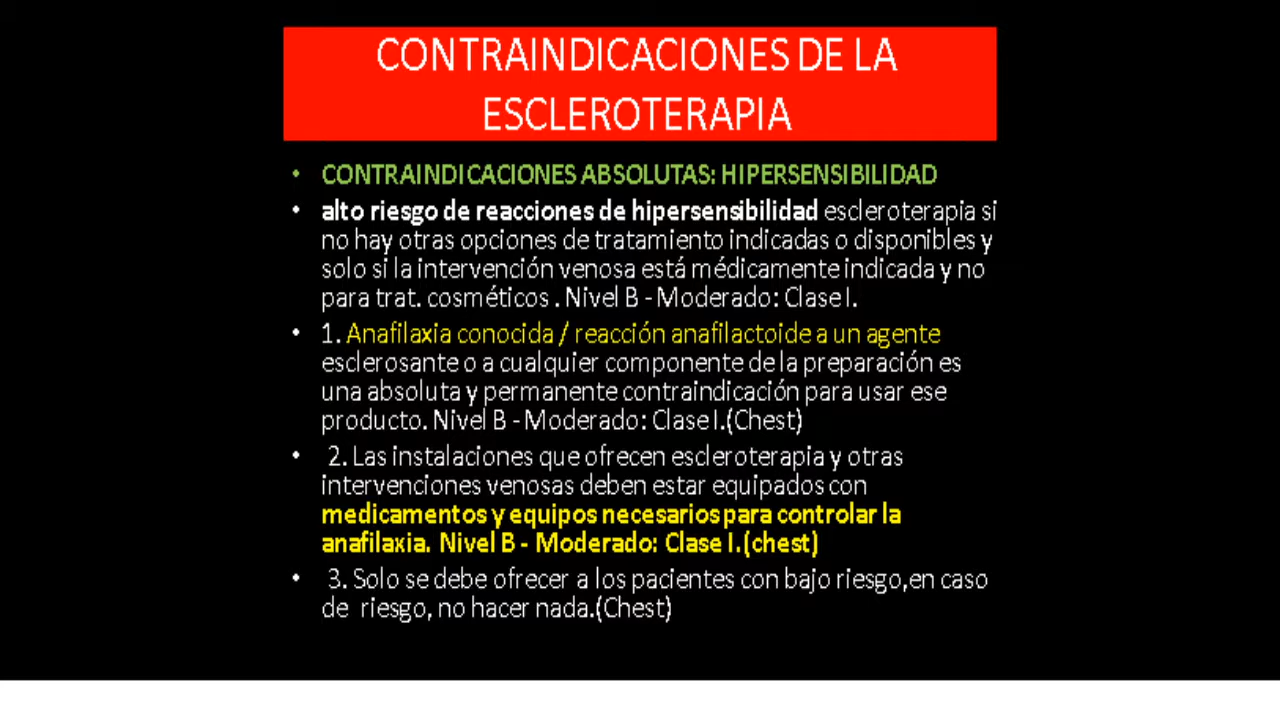 CONTRAINDICACIONES DE LA
ESCLEROTERAPIA
• CONTRAINDICACIONES ABSOLUTAS: HIPERSENSIBILIDAD
• alto riesgo de reacciones de hipersensibilidad escleroterapia si
no hay otras opciones de tratamiento indicadas o disponibles y
solo si la intervención venosa está médicamente indicada y no
para trat. cosméticos . Nivel B - Moderado: Clase I.
• 1. Anafilaxia conocida / reacción anafilactoide a un agente
esclerosante o a cualquier componente de la preparación es
una absoluta y permanente contraindicación para usar ese
producto. Nivel B - Moderado: Clase I.(Chest)
• 2. Las instalaciones que ofrecen escleroterapia y otras
intervenciones venosas deben estar equipados con
medicamentos y equipos necesarios para controlar la
anafilaxia. Nivel B - Moderado: Clase I.(chest)
• 3. Solo se debe ofrecer a los pacientes con bajo riesgo,en caso
de riesgo, no hacer nada.(Chest)